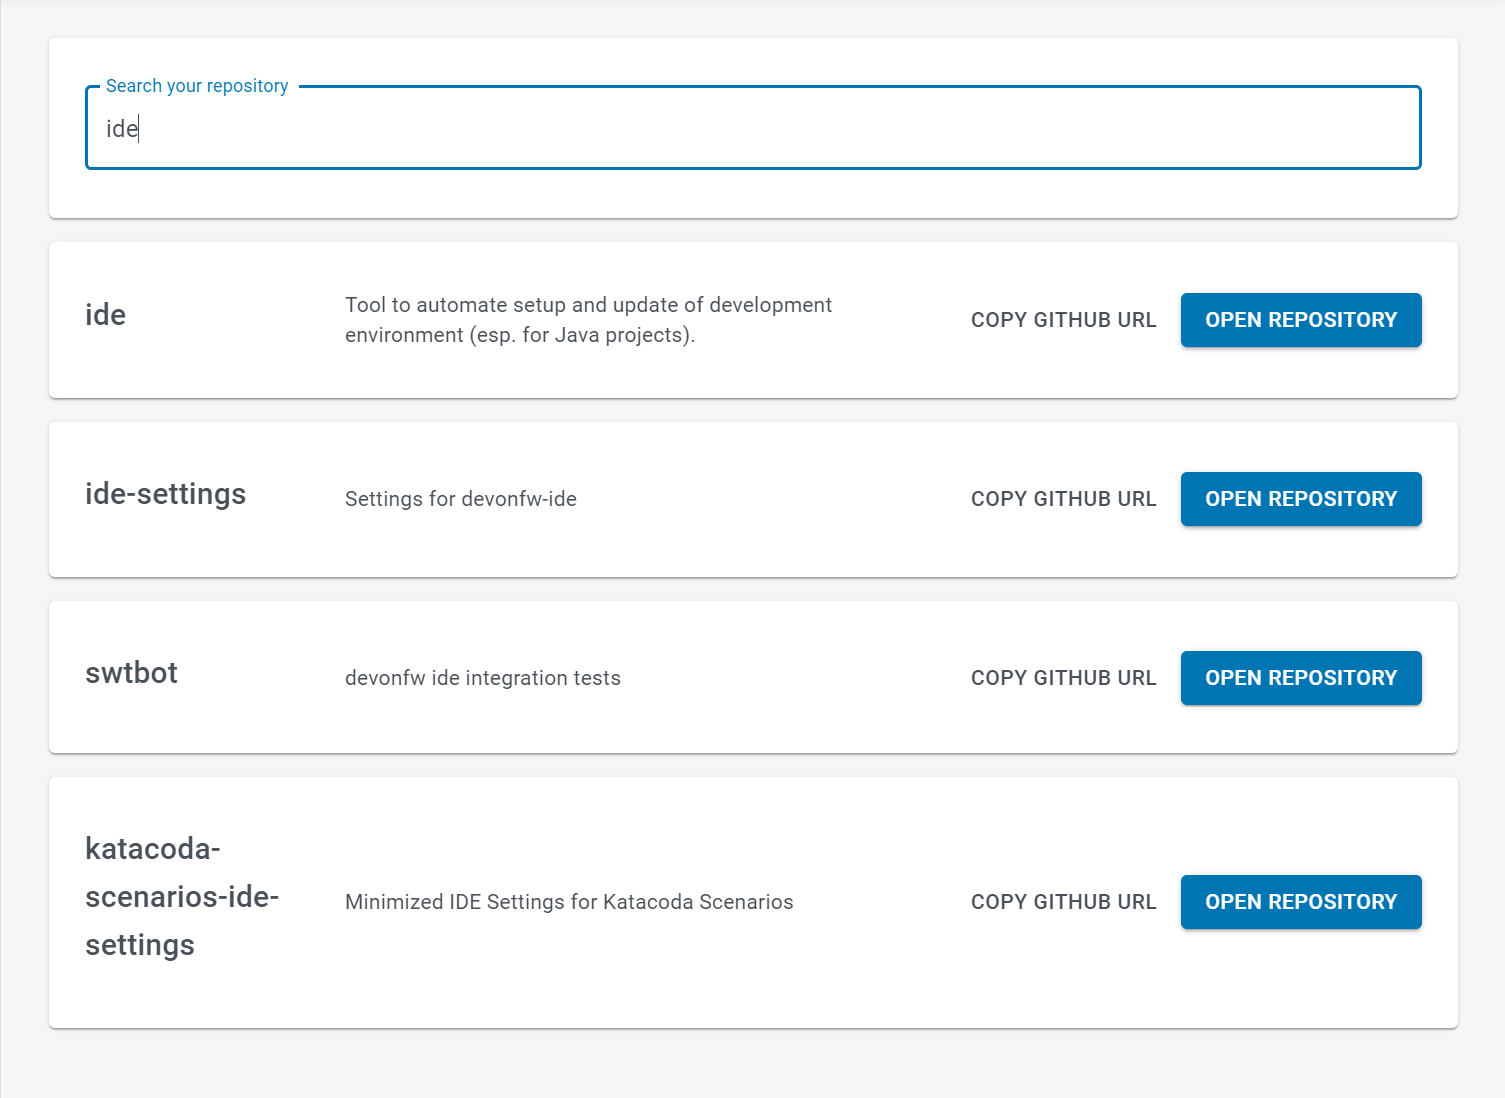 Search your repository
ide
ide
Tool to automate setup and update of development
environment (esp. for Java projects).
COPY GITHUB URL
OPEN REPOSITORY
ide-settings
Settings for devonfw-ide
COPY GITHUB URL
OPEN REPOSITORY
swtbot
devonfw ide integration tests
COPY GITHUB URL
OPEN REPOSITORY
katacoda-
scenarios-ide-
settings
Minimized IDE Settings for Katacoda Scenarios
COPY GITHUB URL
OPEN REPOSITORY